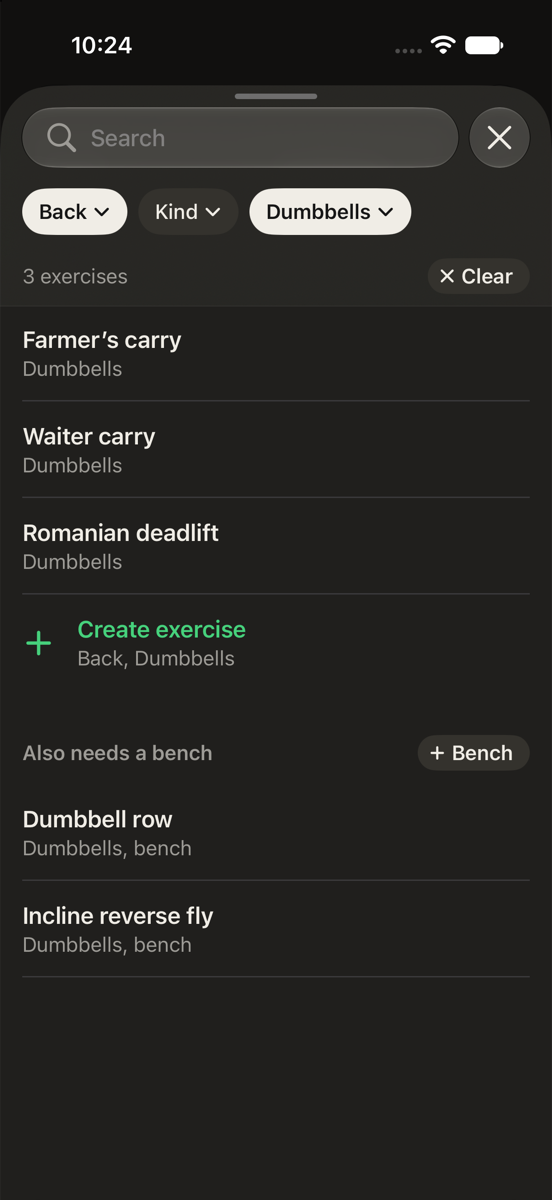 10:24
Search
Back
Kind
Dumbbells
3 exercises
Clear
Farmer’s carry
Dumbbells
Waiter carry
Dumbbells
Romanian deadlift
Dumbbells
Create exercise
Back, Dumbbells
Also needs a bench
+ Bench
Dumbbell row
Dumbbells, bench
Incline reverse fly
Dumbbells, bench